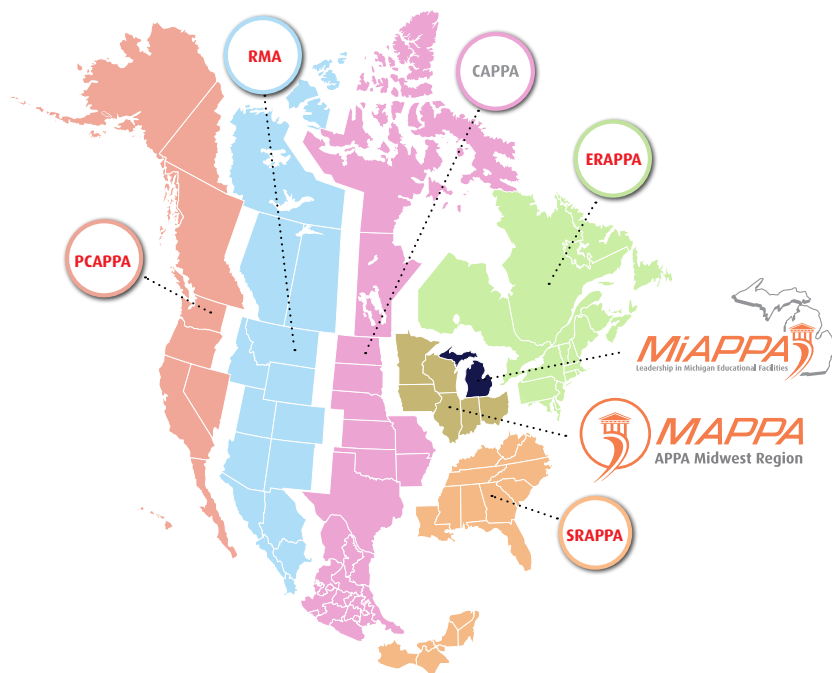 RMA
CAPPA
ERAPPA
PCAPPA
MiAPPA
Leadership in Michigan Educational Facilities
MAPPA
APPA Midwest Region
SRAPPA